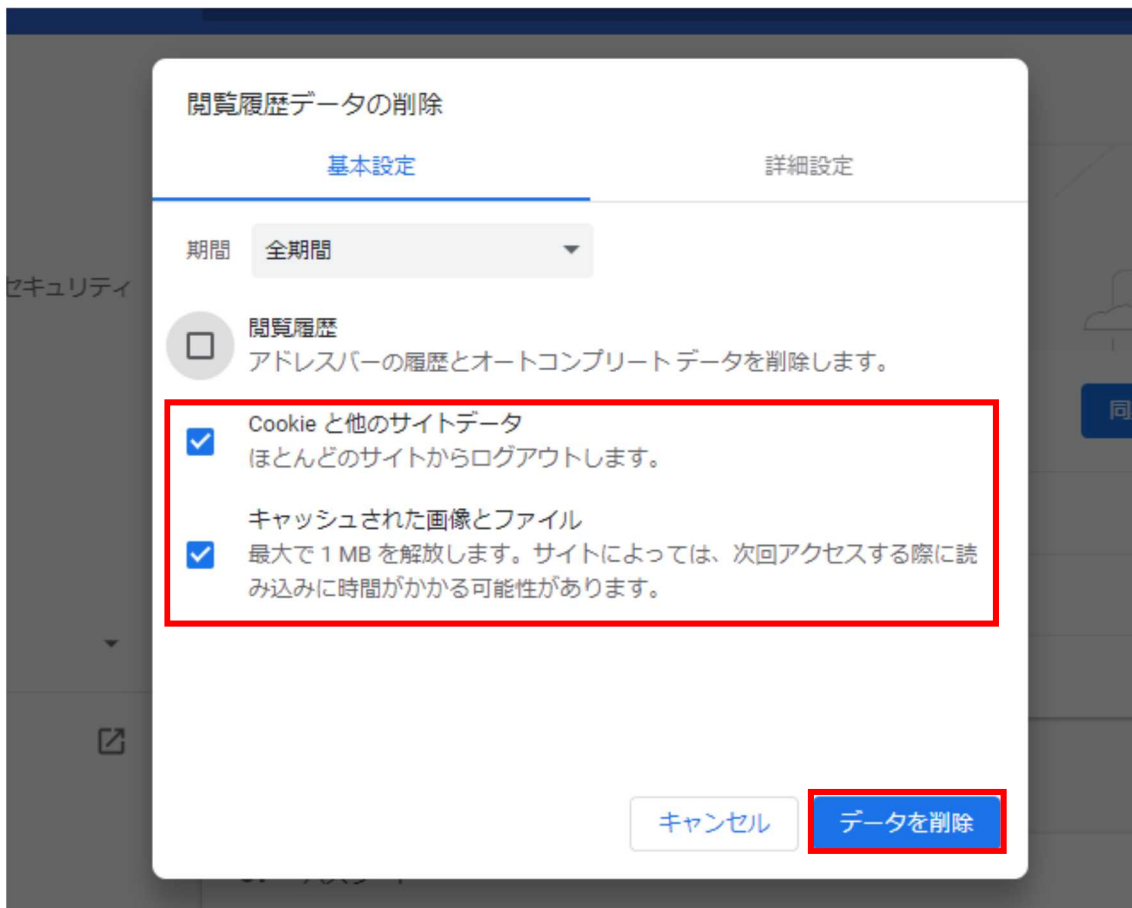 閲覧履歴データの削除
基本設定
詳細設定
期間
全期間
セキュリティ
閲覧履歴
アドレスバーの履歴とオートコンプリート データを削除します。
Cookie と他のサイトデータ
ほとんどのサイトからログアウトします。
同
キャッシュされた画像とファイル
最大で 1 MB を解放します。サイトによっては、次回アクセスする際に読
み込みに時間がかかる可能性があります。
キャンセル
データを削除